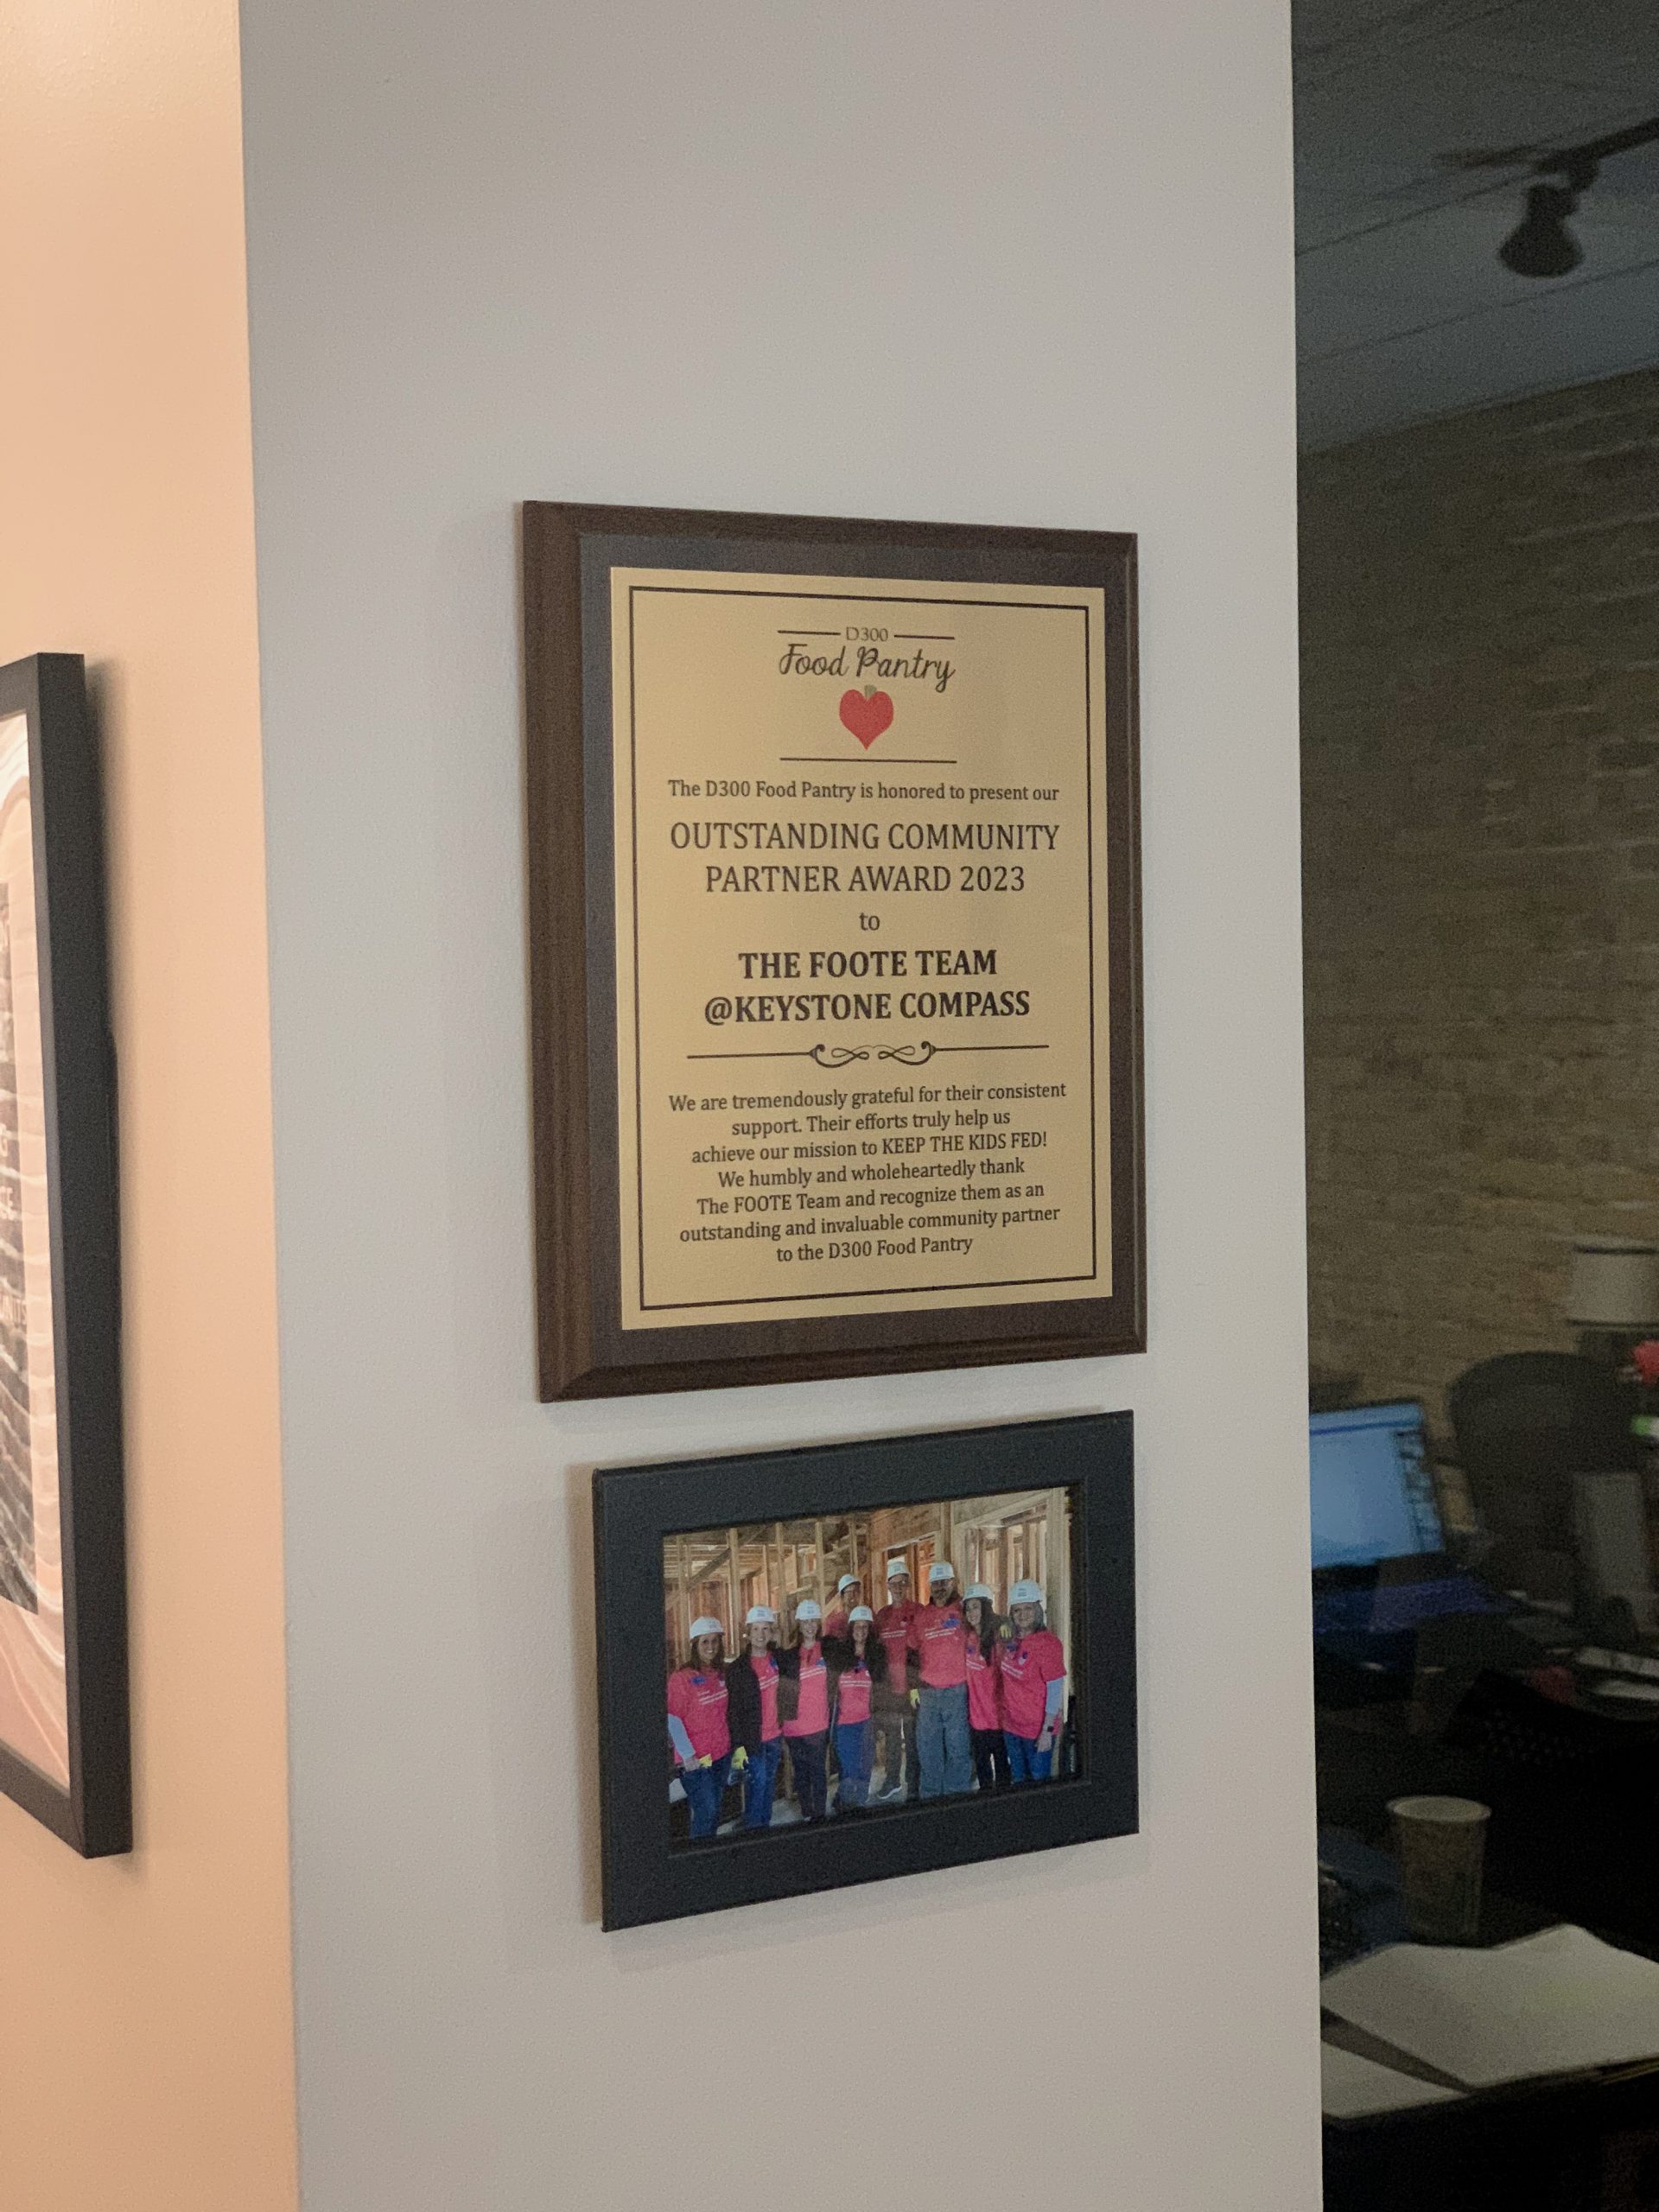 D300
Food Pantry
The D300 Food Pantry is honored to present our
OUTSTANDING COMMUNITY
PARTNER AWARD 2023
to
THE FOOTE TEAM
@KEYSTONE COMPASS
We are tremendously grateful for their consistent
support. Their efforts truly help us
achieve our mission to KEEP THE KIDS FED!
We humbly and wholeheartedly thank
The FOOTE Team and recognize them as an
outstanding and invaluable community partner
to the D300 Food Pantry